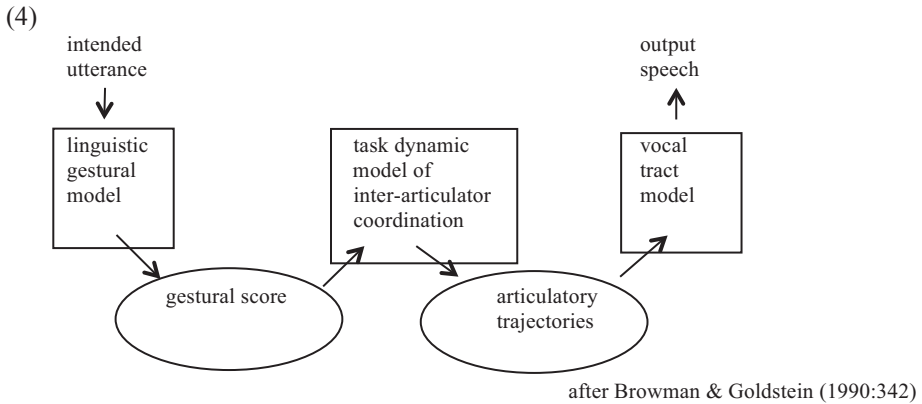 (4)
intended
utterance
output
speech
linguistic
gestural
model
task dynamic
model of
inter-articulator
coordination
vocal
tract
model
gestural score
articulatory
trajectories
after Browman & Goldstein (1990:342)